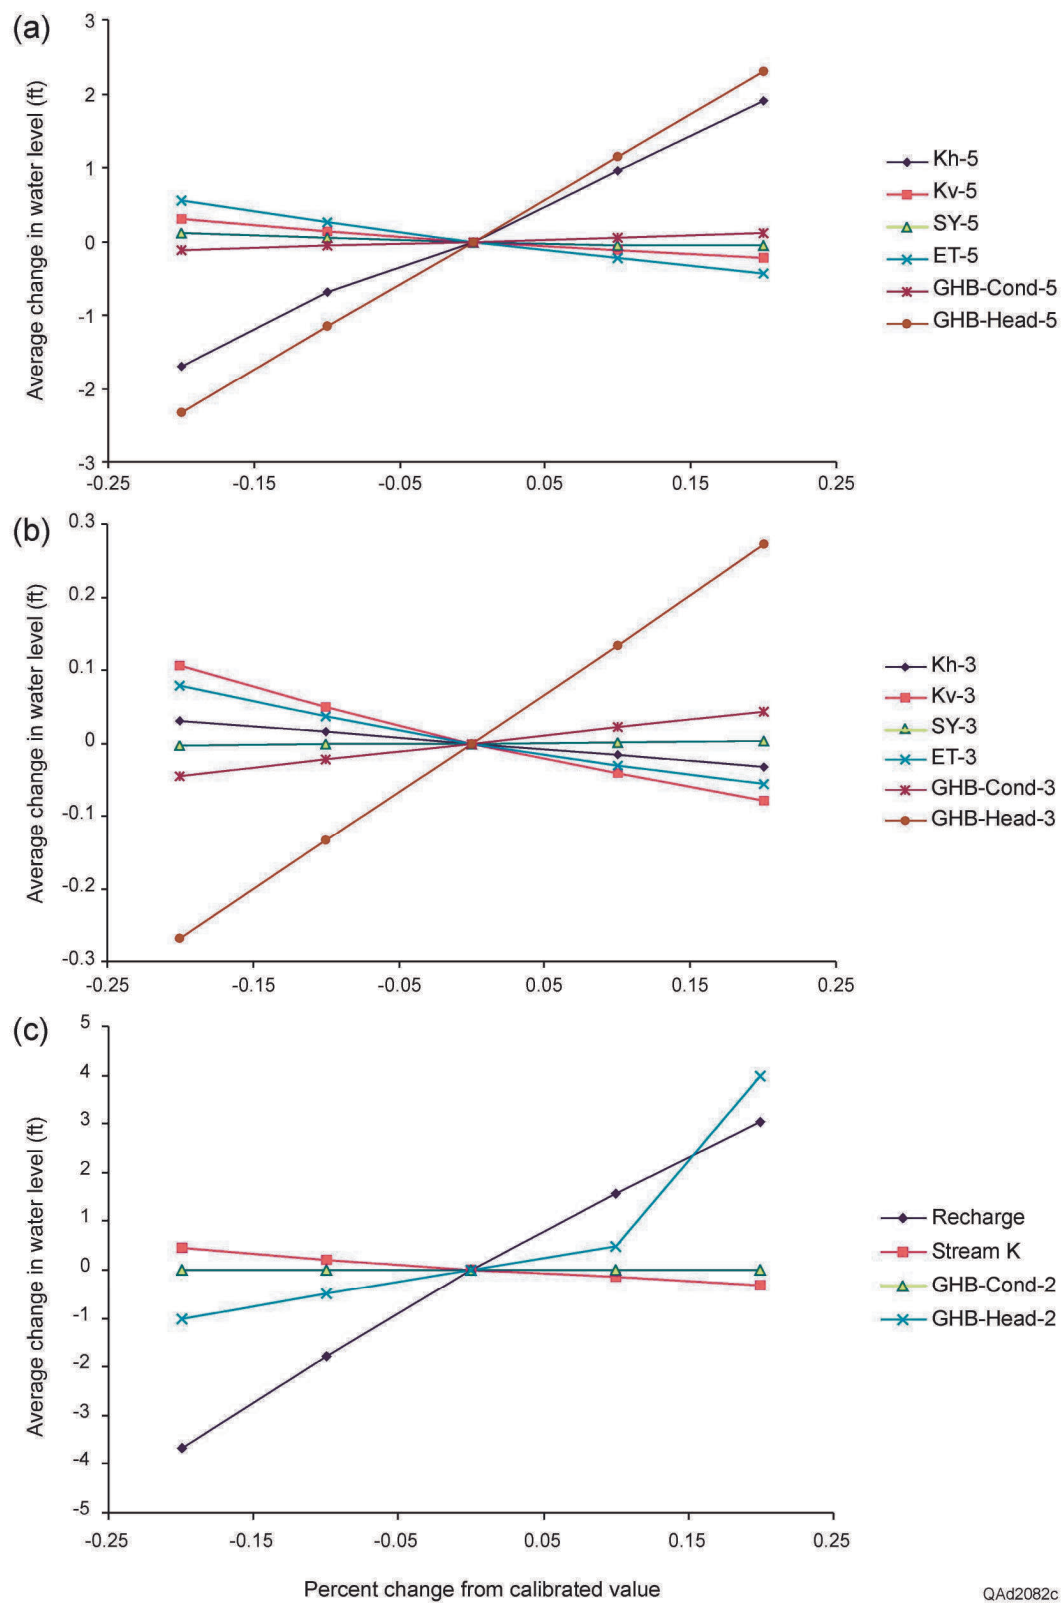 (a)
Average change in water level (ft)
3
2
1
0
-1
-2
-3
-0.25
-0.15
-0.05
0.05
0.15
0.25
Kh-5
Kv-5
SY-5
ET-5
GHB-Cond-5
GHB-Head-5
(b)
Average change in water level (ft)
0.3
0.2
0.1
0
-0.1
-0.2
-0.3
-0.25
-0.15
-0.05
0.05
0.15
0.25
Kh-3
Kv-3
SY-3
ET-3
GHB-Cond-3
GHB-Head-3
(c)
Average change in water level (ft)
5
4
3
2
1
0
-1
-2
-3
-4
-5
-0.25
-0.15
-0.05
0.05
0.15
0.25
Recharge
Stream K
GHB-Cond-2
GHB-Head-2
Percent change from calibrated value
QAd2082c